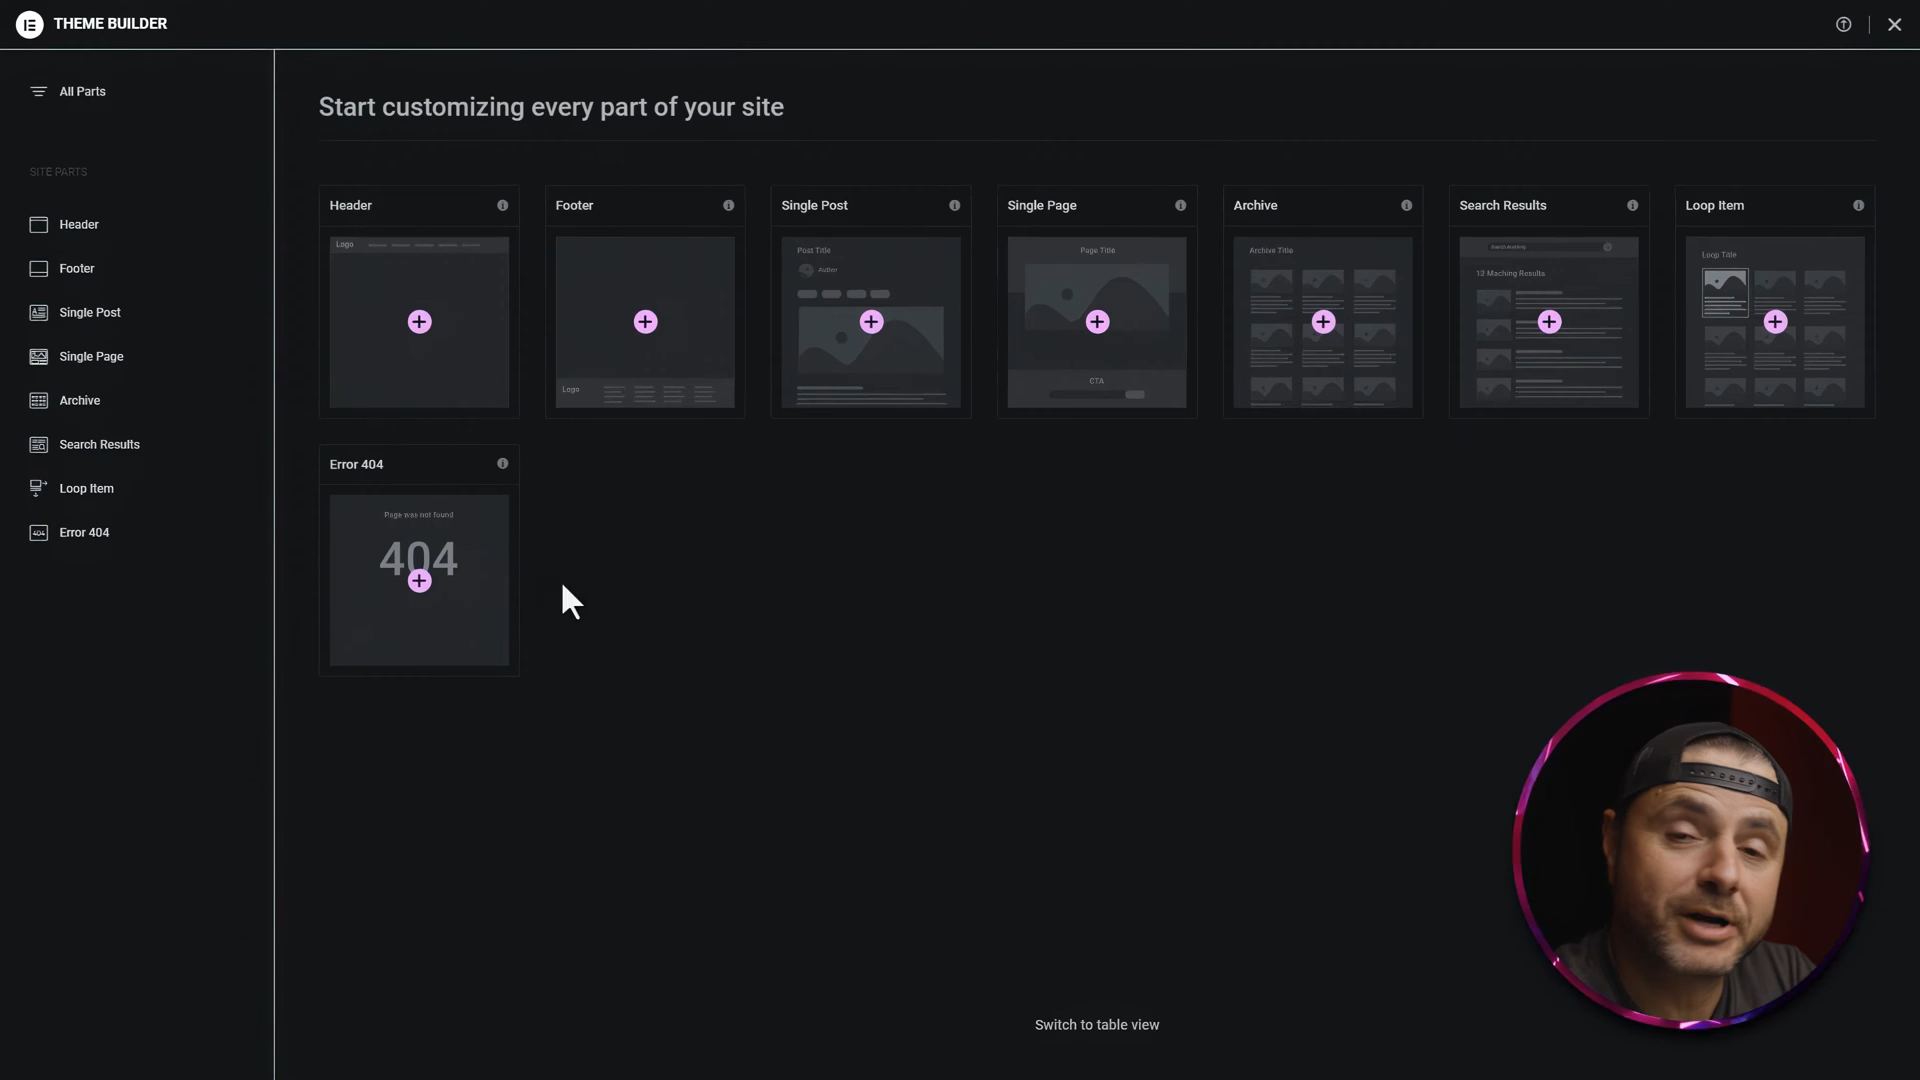 THEME BUILDER
All Parts
SITE PARTS
Header
Footer
Single Post
Single Page
Archive
Search Results
Loop Item
Error 404
Start customizing every part of your site
Header
Logo
Footer
Logo
Single Post
Post Title
Author
Single Page
Page Title
CTA
Archive
Archive Title
Search Results
Search Anything
12 Maching Results
Loop Item
Loop Title
Error 404
Page was not found
404
Switch to table view